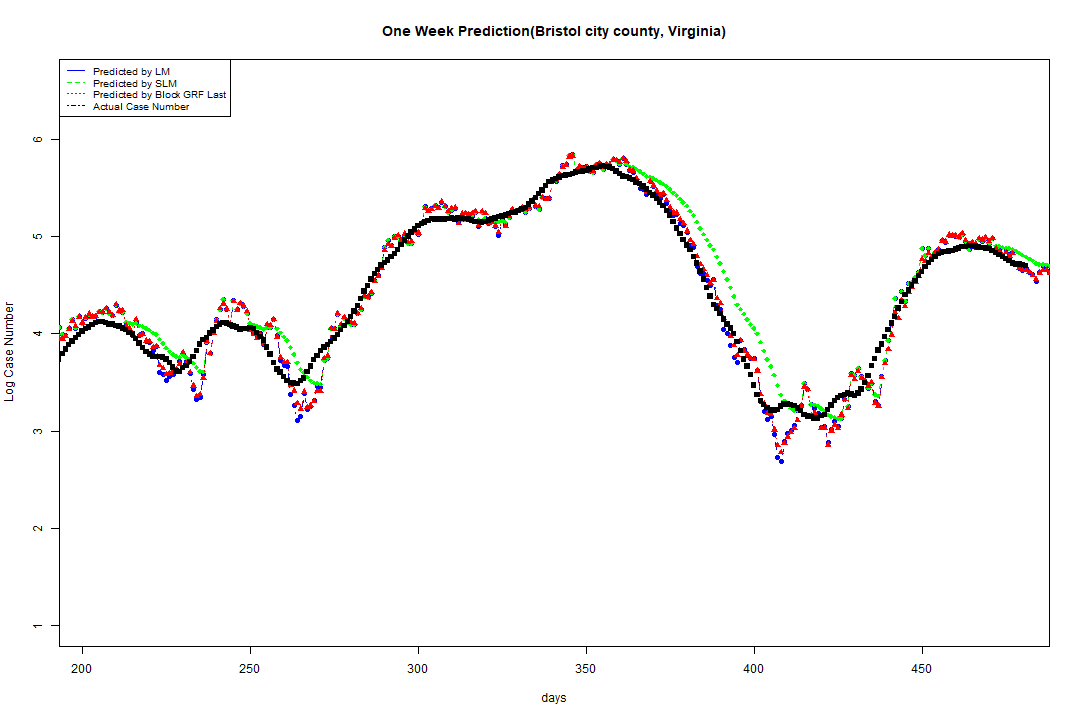 One Week Prediction(Bristol city county, Virginia)
Predicted by LM
Predicted by SLM
Predicted by Block GRF Last
Actual Case Number
Log Case Number
6
5
4
3
2
1
200 250 300 350 400 450
days